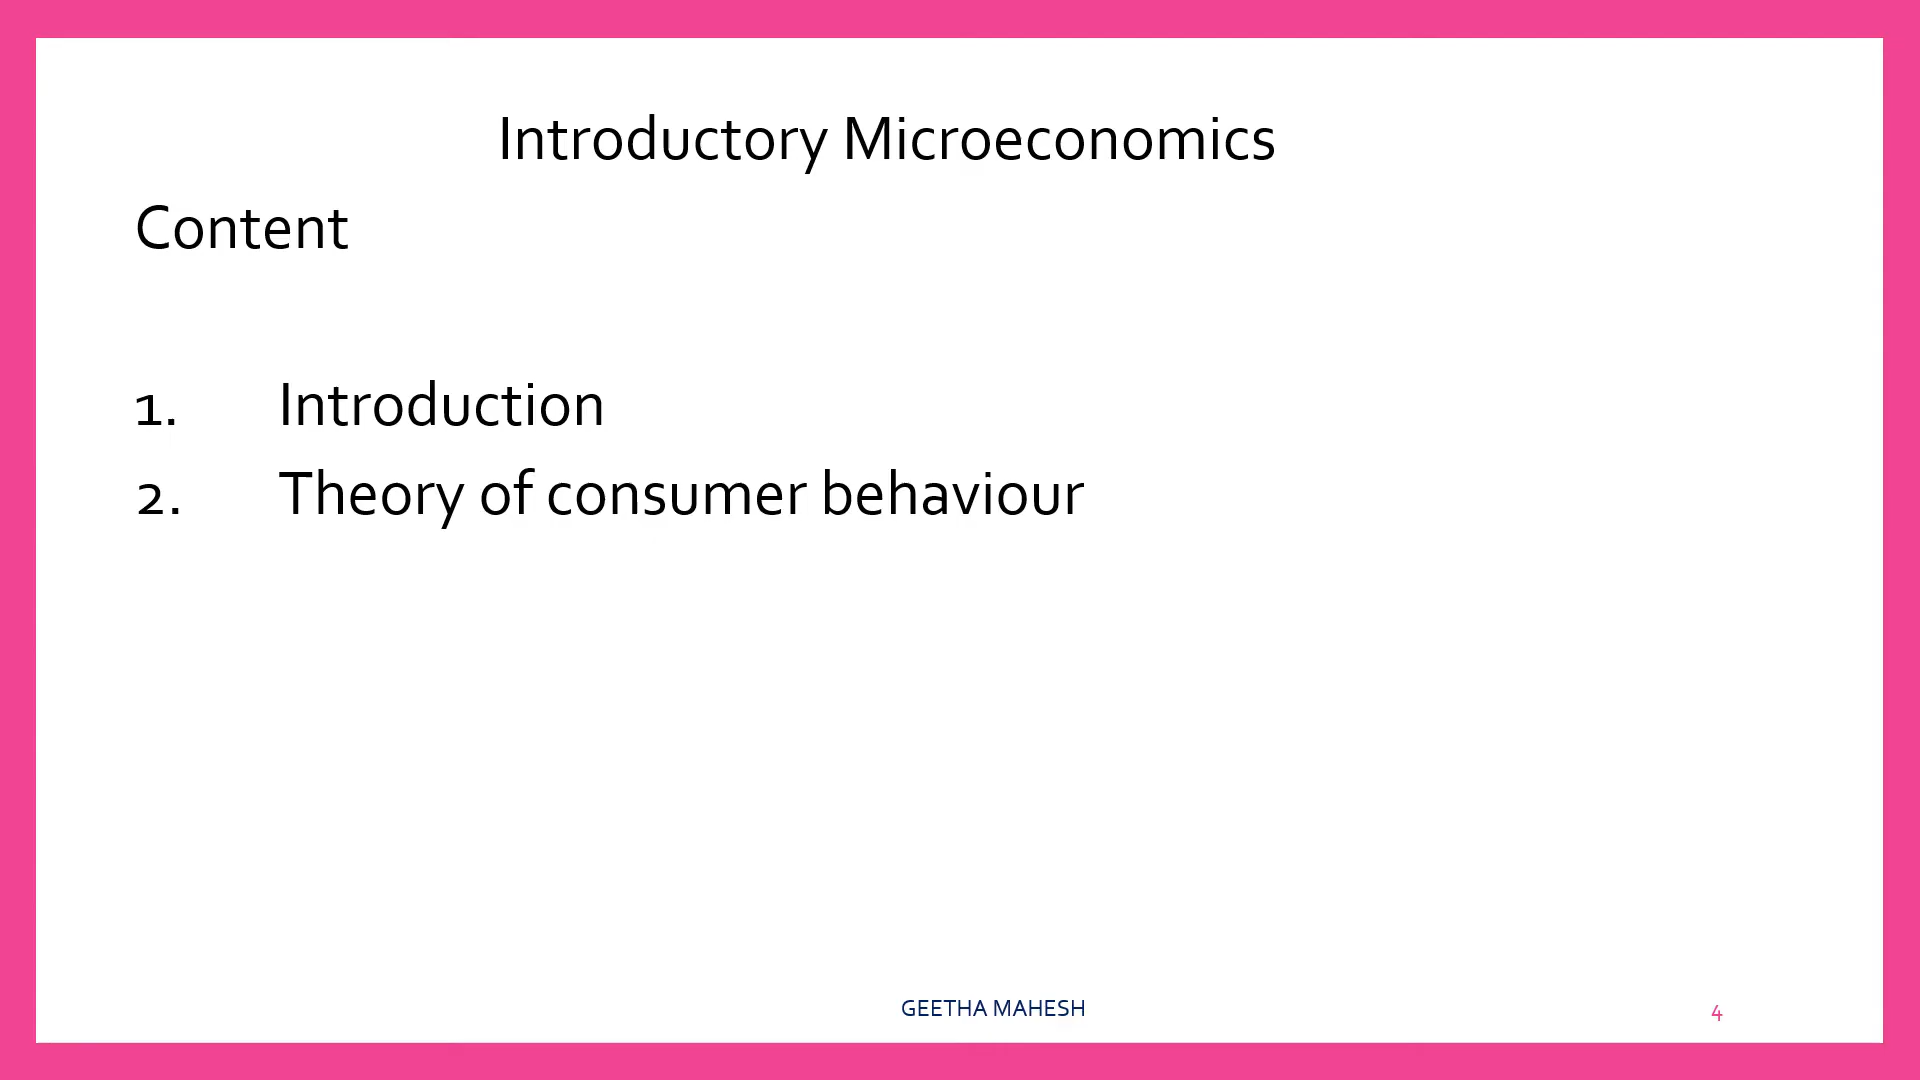 Introductory Microeconomics
Content
1. Introduction
2. Theory of consumer behaviour
GEETHA MAHESH
4